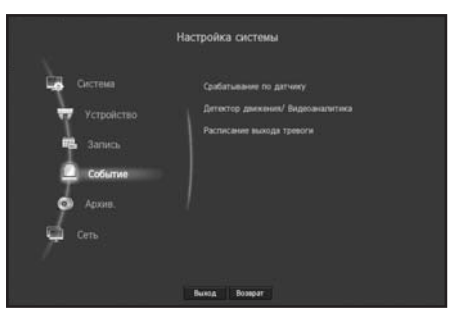 Настройка системы
Система
Устройство
Запись
Событие
Архив.
Сеть
Срабатывание по датчику
Детектор движения/ Видеоаналитика
Расписание выхода тревоги
Выход
Возврат